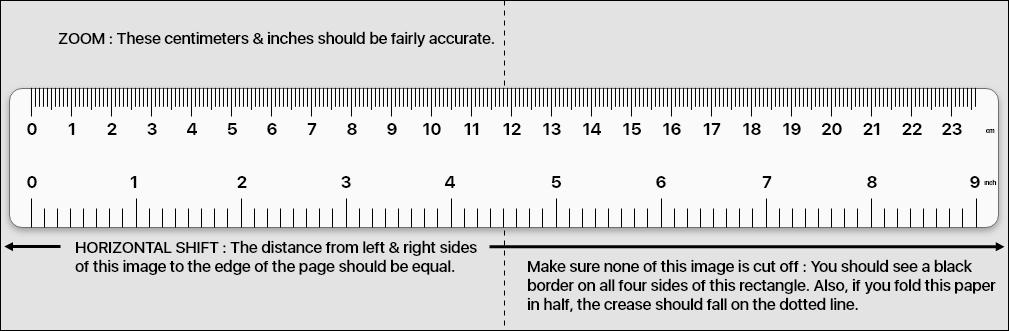 ZOOM : These centimeters & inches should be fairly accurate.
0 1 2 3 4 5 6 7 8 9 10 11 12 13 14 15 16 17 18 19 20 21 22 23 cm
0 1 2 3 4 5 6 7 8 9 inch
HORIZONTAL SHIFT : The distance from left & right sides
of this image to the edge of the page should be equal.
Make sure none of this image is cut off : You should see a black
border on all four sides of this rectangle. Also, if you fold this paper
in half, the crease should fall on the dotted line.